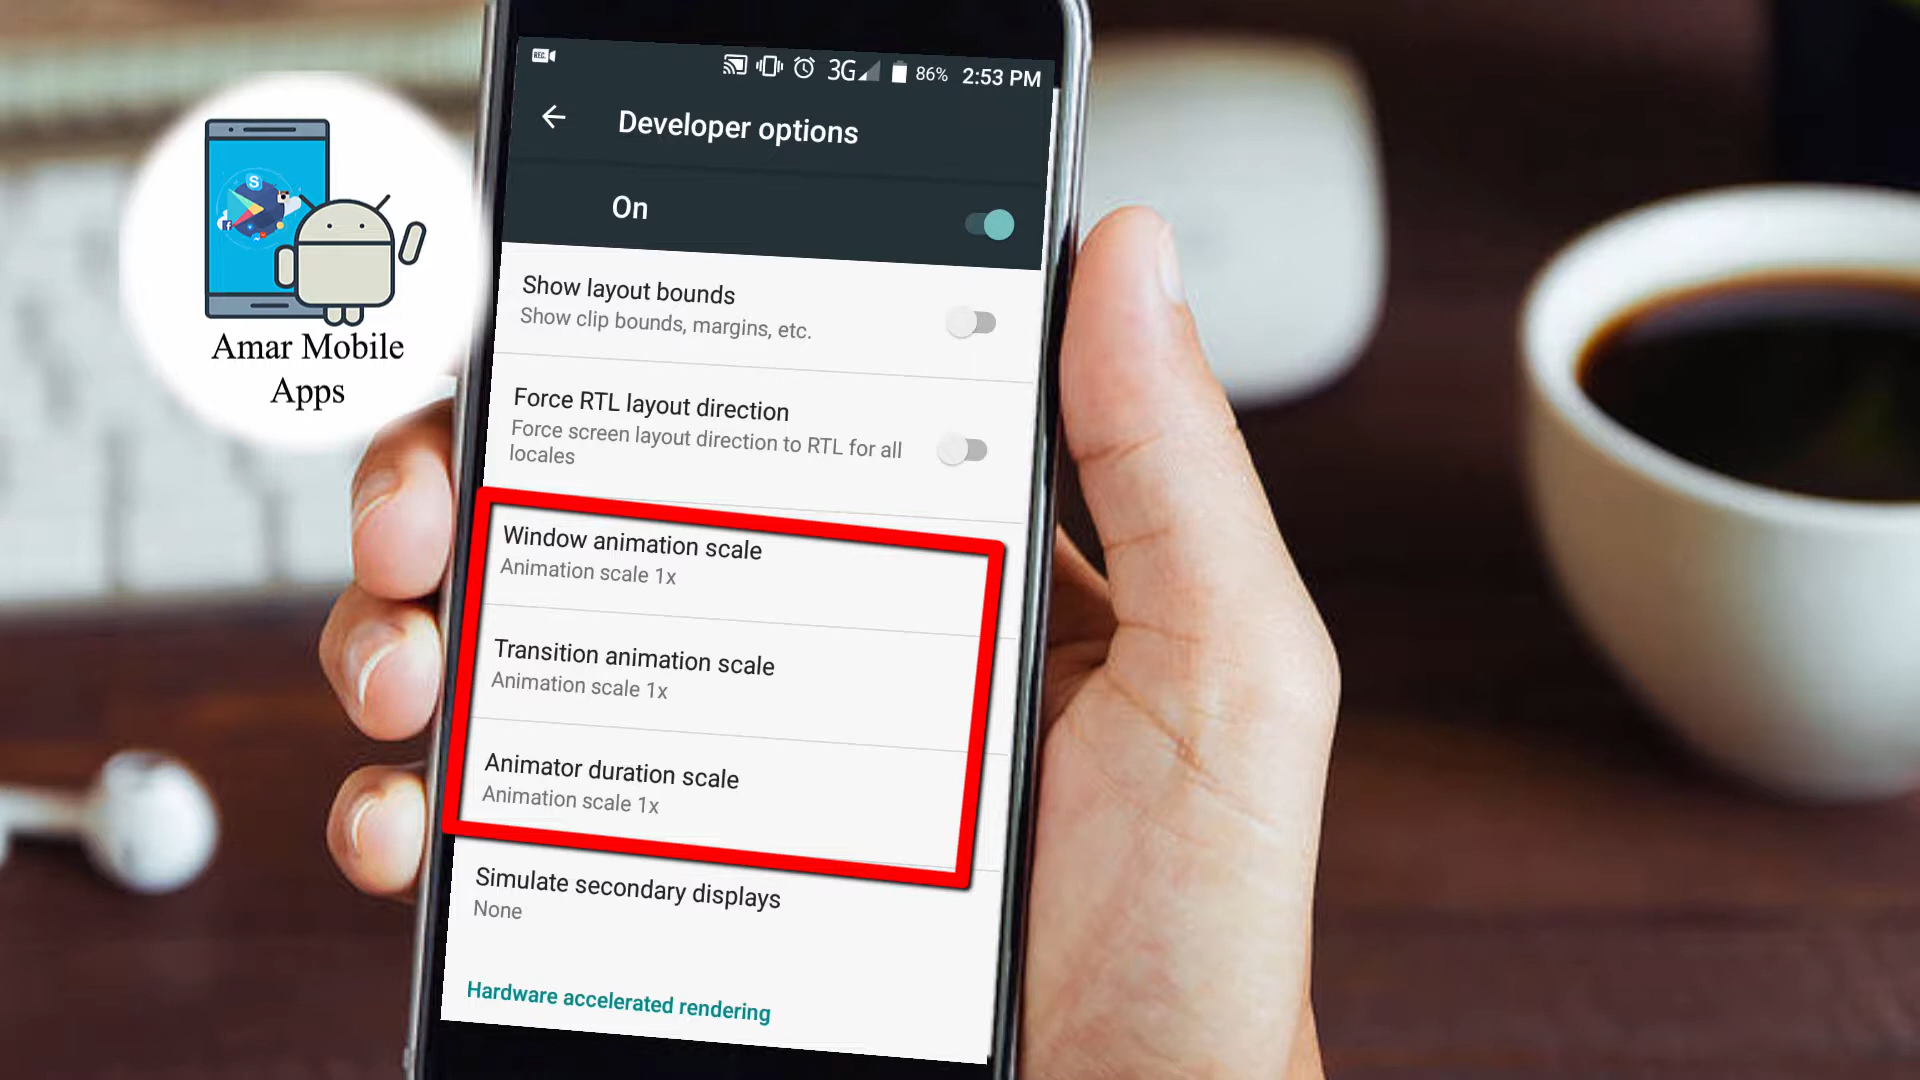 REC
3G 86% 2:53 PM
Developer options
On
Show layout bounds
Show clip bounds, margins, etc.
Force RTL layout direction
Force screen layout direction to RTL for all
locales
Window animation scale
Animation scale 1x
Transition animation scale
Animation scale 1x
Animator duration scale
Animation scale 1x
Simulate secondary displays
None
Hardware accelerated rendering
S
f
Amar Mobile
Apps